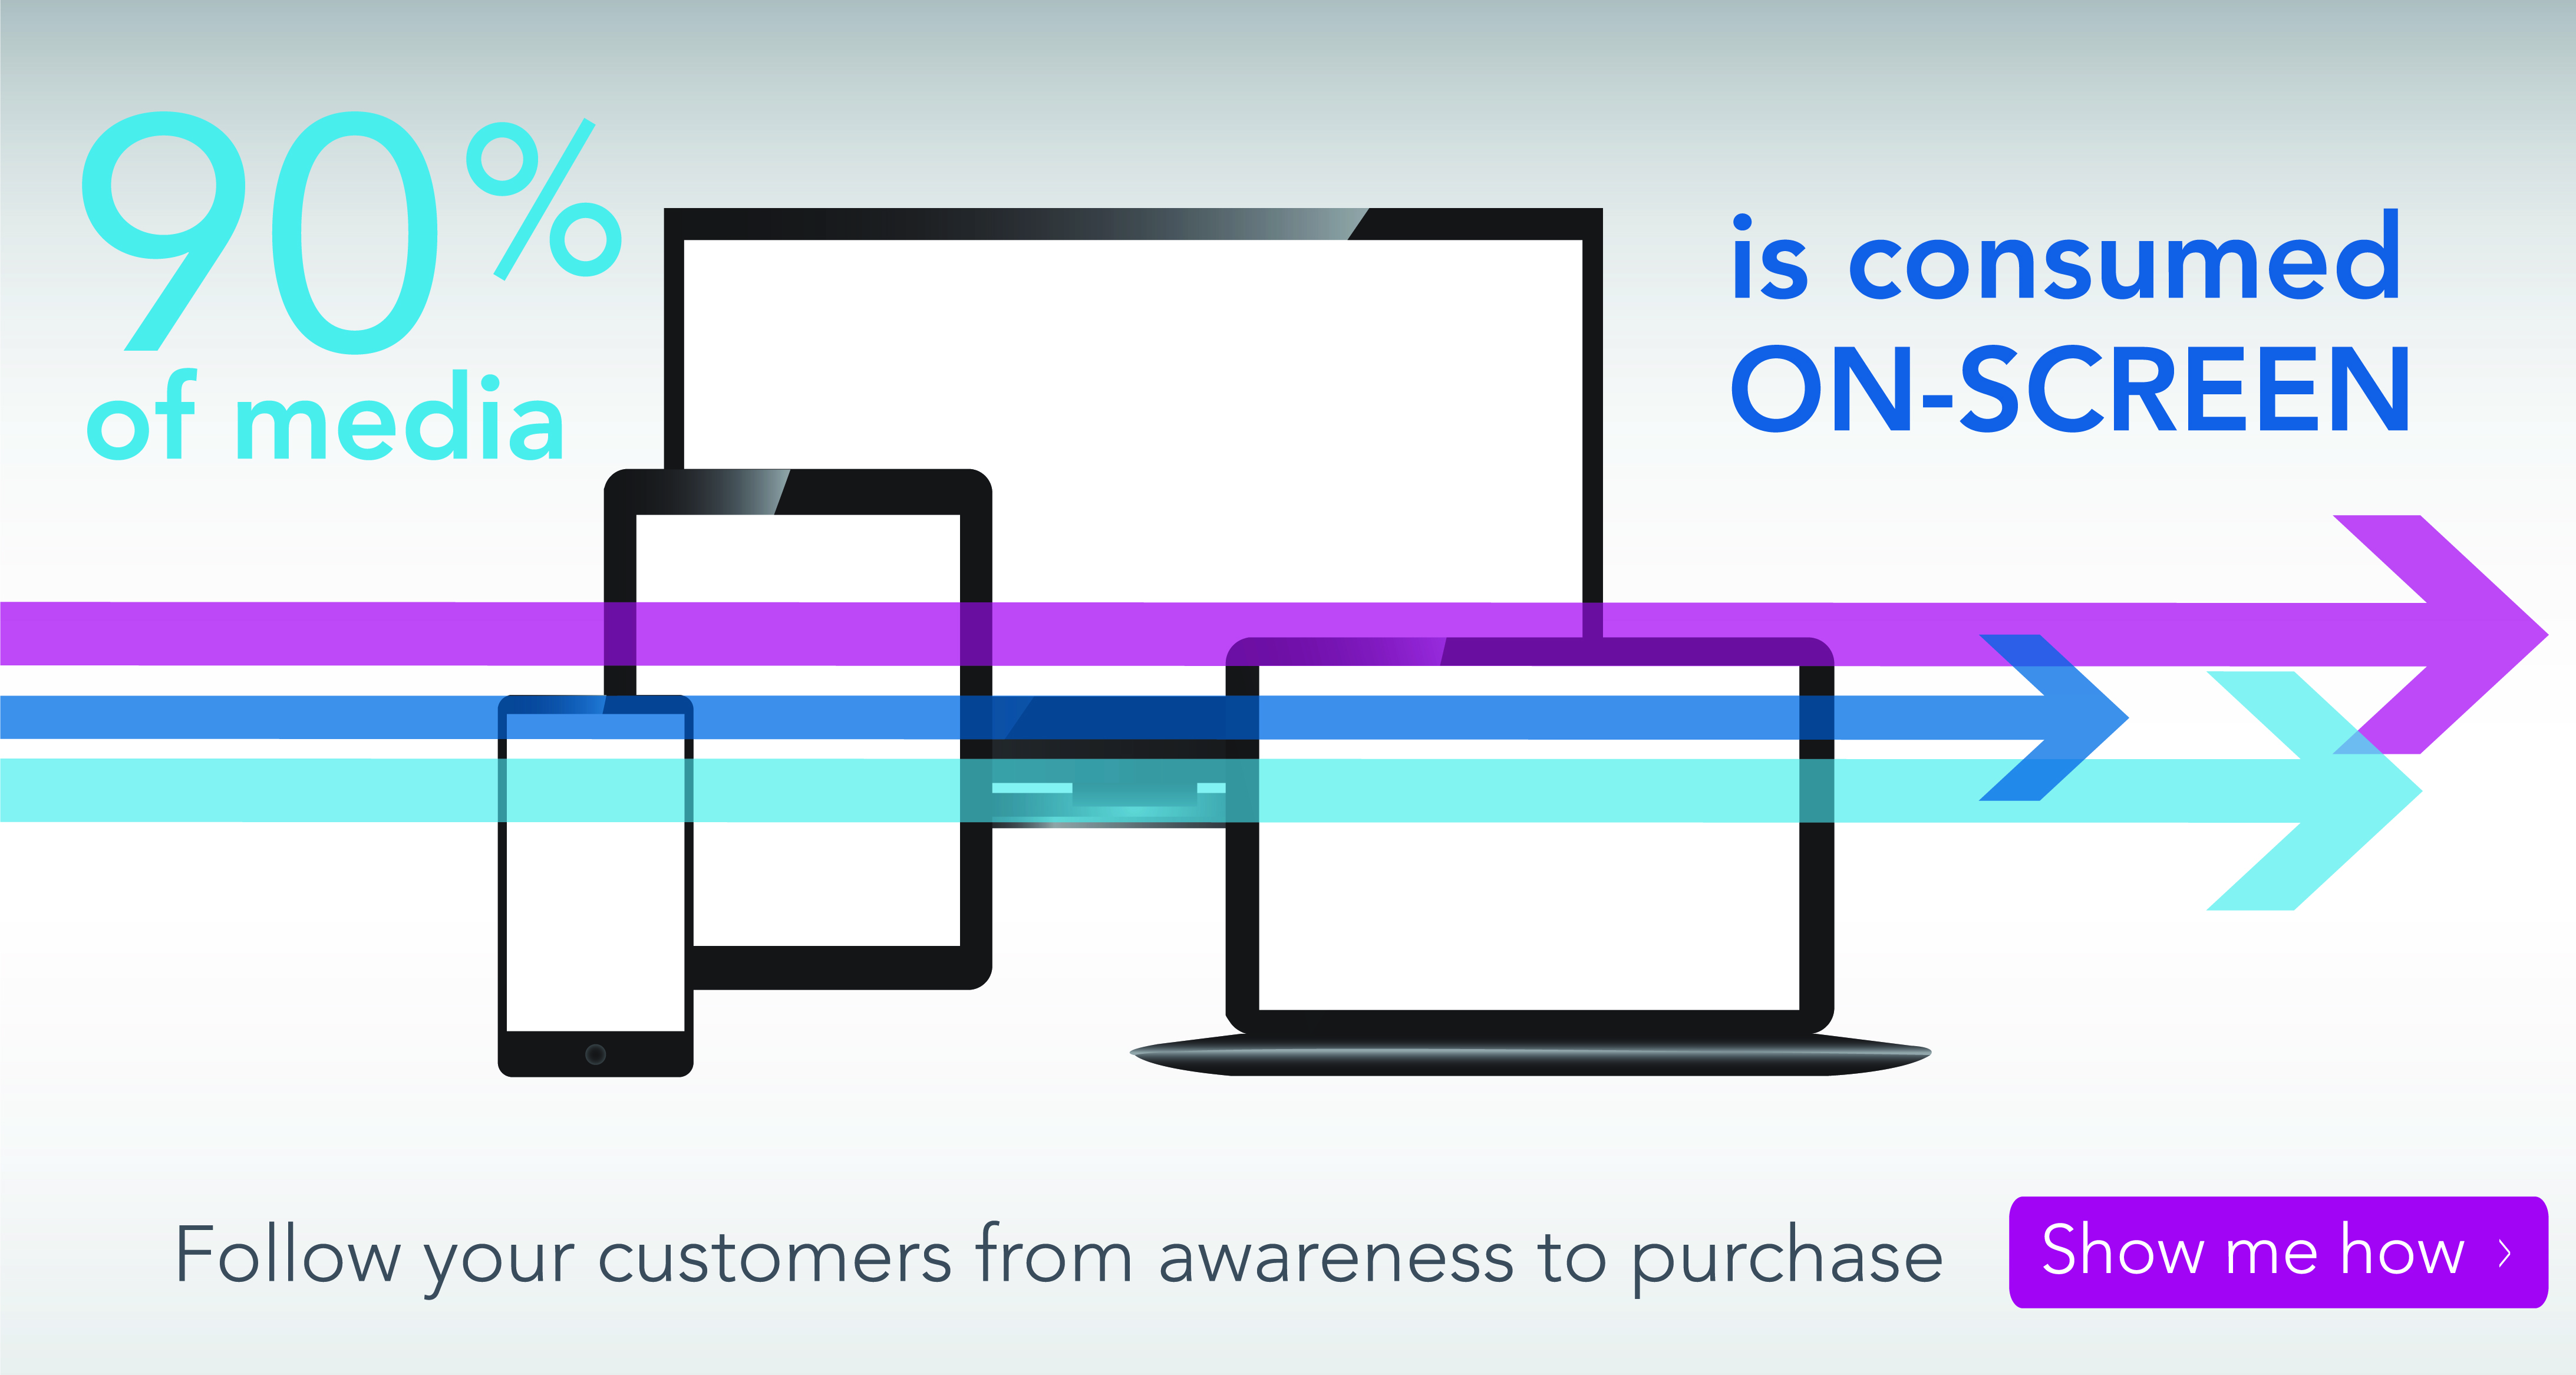 90%
of media
is consumed
ON-SCREEN
Follow your customers from awareness to purchase
Show me how >